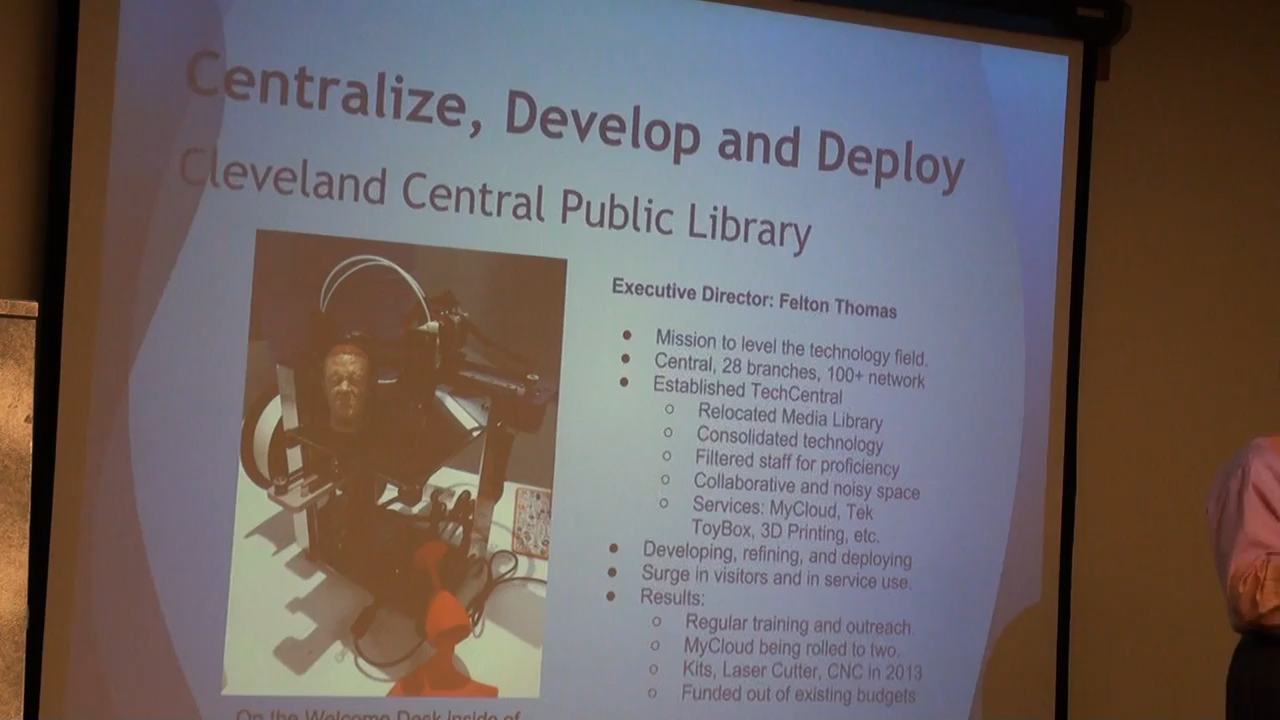 Centralize, Develop and Deploy
Cleveland Central Public Library
Executive Director: Felton Thomas
• Mission to level the technology field.
• Central, 28 branches, 100+ network
• Established TechCentral
○ Relocated Media Library
○ Consolidated technology
○ Filtered staff for proficiency
○ Collaborative and noisy space
○ Services: MyCloud, Tek
ToyBox, 3D Printing, etc.
• Developing, refining, and deploying
• Surge in visitors and in service use.
• Results:
○ Regular training and outreach.
○ MyCloud being rolled to two.
○ Kits, Laser Cutter, CNC in 2013
○ Funded out of existing budgets
On the Welcome Desk inside of